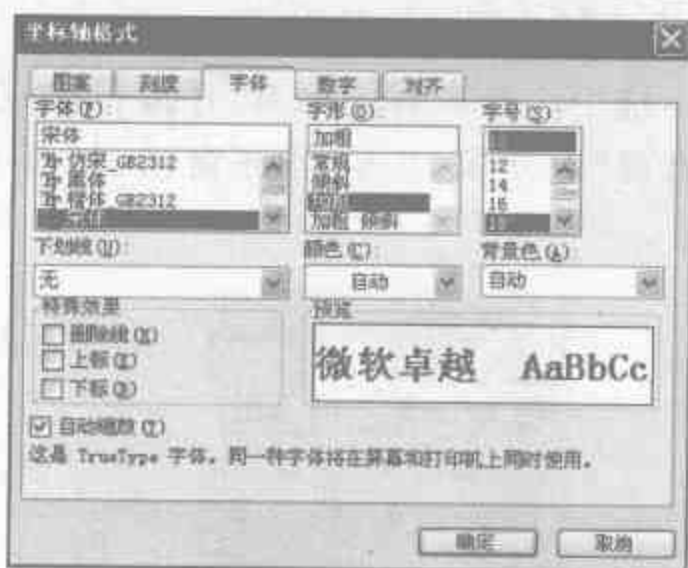 坐标轴格式
图案 刻度 字体 数字 对齐
字体(F): 字形(O): 字号(S):
宋体 加粗
仿宋_GB2312 常规 12
黑体 倾斜 14
楷体_GB2312 加粗 16
宋体 加粗 倾斜
下划线(U): 颜色(C): 背景色(A):
无 自动 自动
特殊效果 预览
删除线(K)
上标(E)
下标(B)
微软卓越 AaBbCc
自动缩放(T)
这是 TrueType 字体。同一种字体将在屏幕和打印机上同时使用。
确定 取消